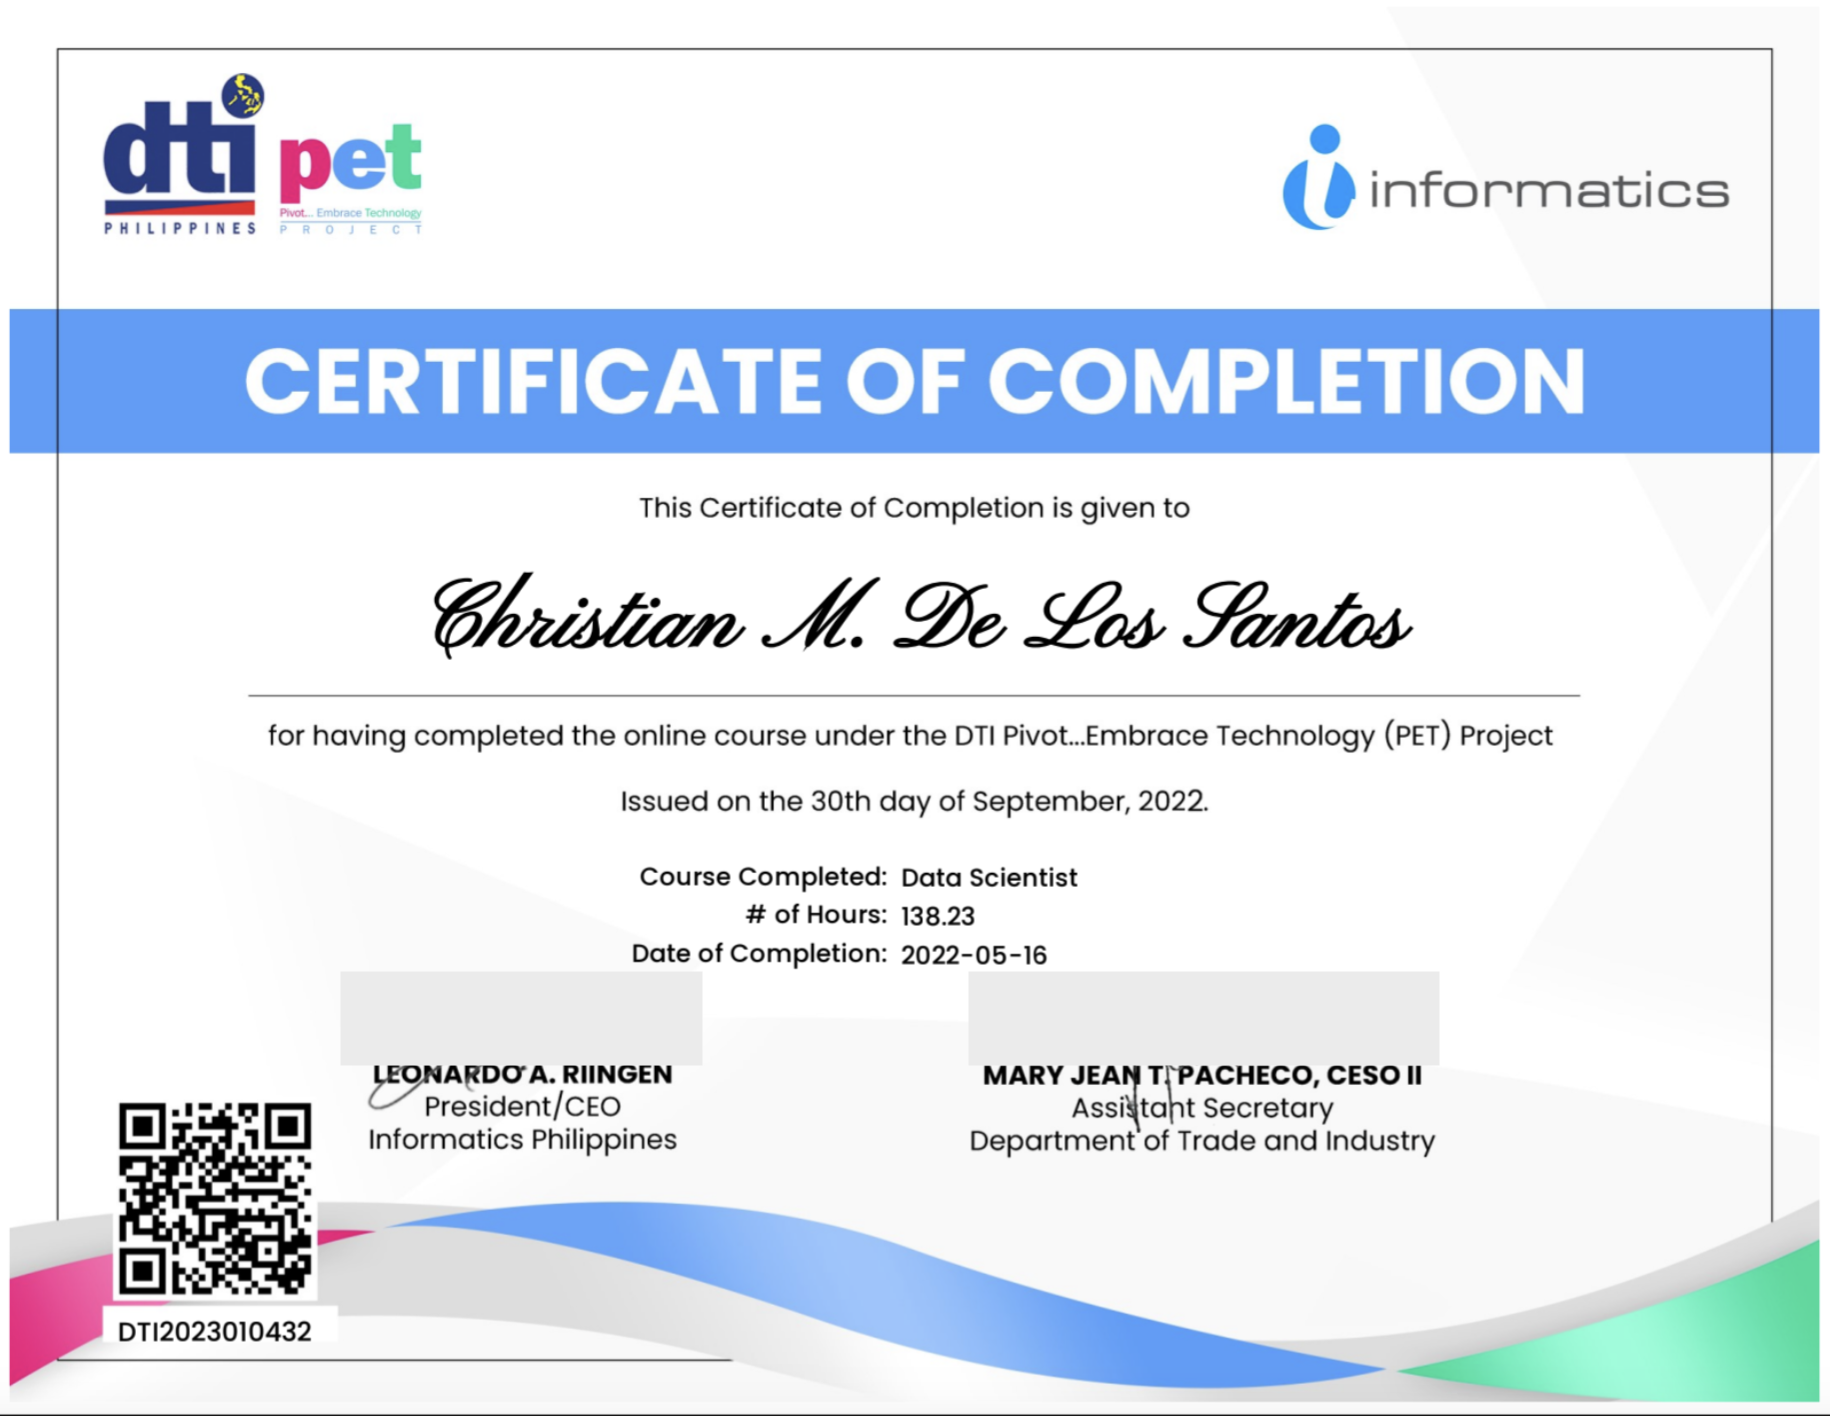 dti pet
Pivot... Embrace Technology
PHILIPPINES PROJECT
informatics
CERTIFICATE OF COMPLETION
This Certificate of Completion is given to
Christian M. De Los Santos
for having completed the online course under the DTI Pivot...Embrace Technology (PET) Project
Issued on the 30th day of September, 2022.
Course Completed: Data Scientist
# of Hours: 138.23
Date of Completion: 2022-05-16
LEONARDO A. RIINGEN
President/CEO
Informatics Philippines
MARY JEAN T. PACHECO, CESO II
Assistant Secretary
Department of Trade and Industry
DTI2023010432